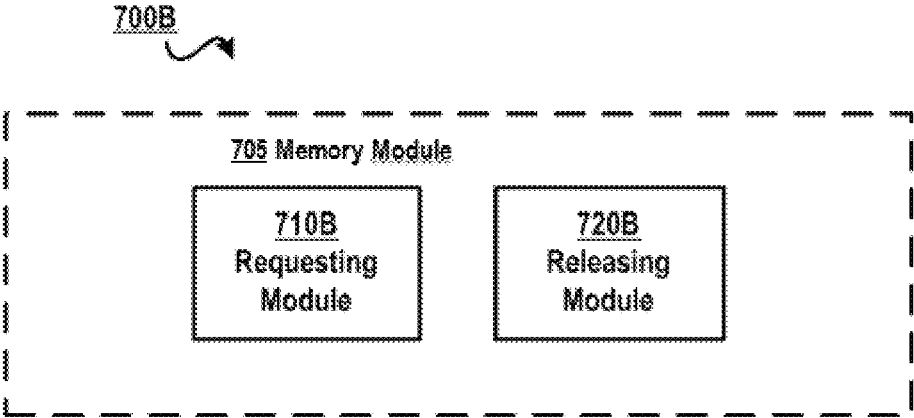 700B
705 Memory Module
710B
Requesting
Module
720B
Releasing
Module